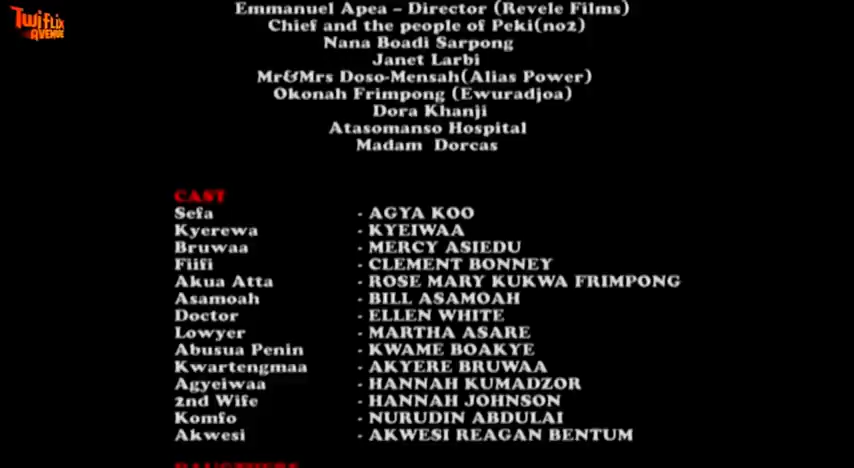 Twiflix
AVENUE
Emmanuel Apea – Director (Revele Films)
Chief and the people of Peki(no2)
Nana Boadi Sarpong
Janet Larbi
Mr&Mrs Doso-Mensah(Alias Power)
Okonah Frimpong (Ewuradjoa)
Dora Khanji
Atasomanso Hospital
Madam Dorcas
CAST
Sefa - AGYA KOO
Kyerewa - KYEIWAA
Bruwaa - MERCY ASIEDU
Fiifi - CLEMENT BONNEY
Akua Atta - ROSE MARY KUKWA FRIMPONG
Asamoah - BILL ASAMOAH
Doctor - ELLEN WHITE
Lowyer - MARTHA ASARE
Abusua Penin - KWAME BOAKYE
Kwartengmaa - AKYERE BRUWAA
Agyeiwaa - HANNAH KUMADZOR
2nd Wife - HANNAH JOHNSON
Komfo - NURUDIN ABDULAI
Akwesi - AKWESI REAGAN BENTUM